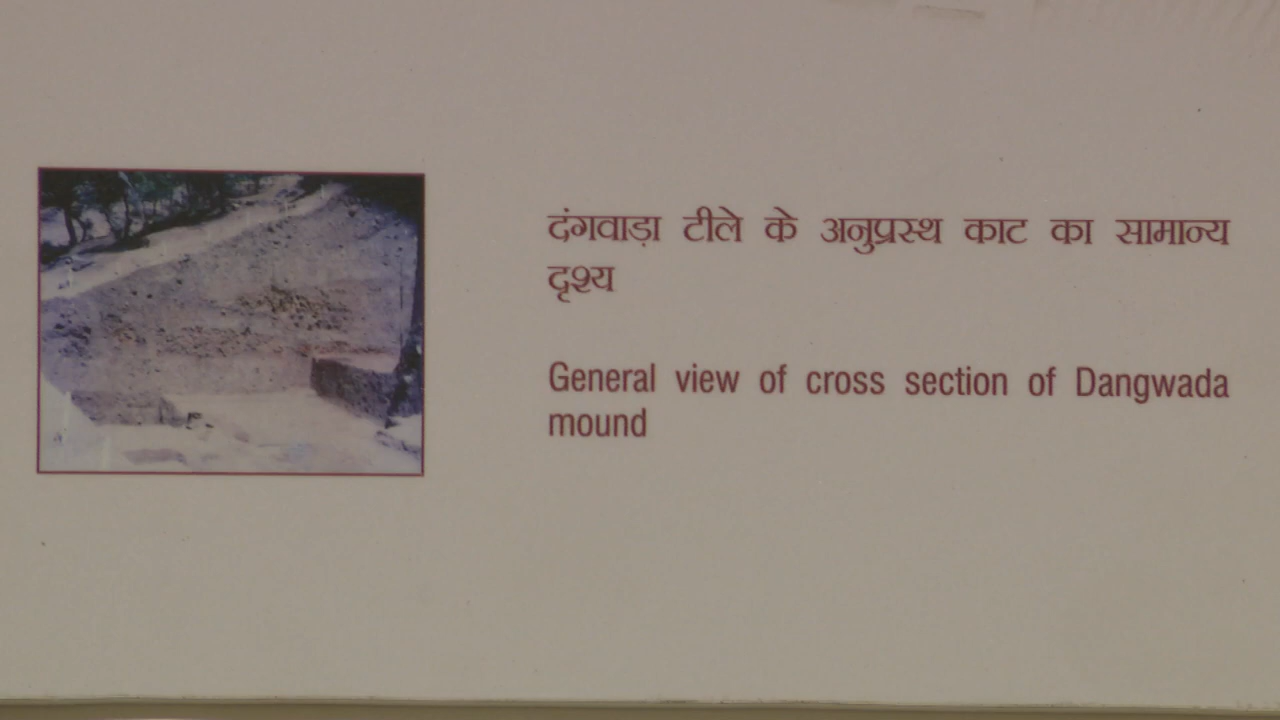 दंगवाड़ा टीले के अनुप्रस्थ काट का सामान्य
दृश्य
General view of cross section of Dangwada
mound